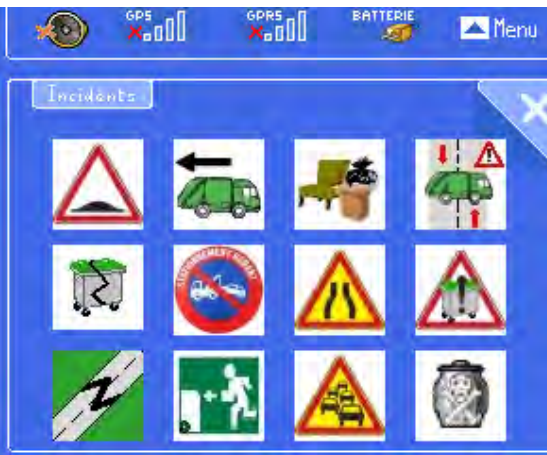 GPS
GPRS
BATTERIE
Menu
Incidents
STATIONNEMENT GENANT